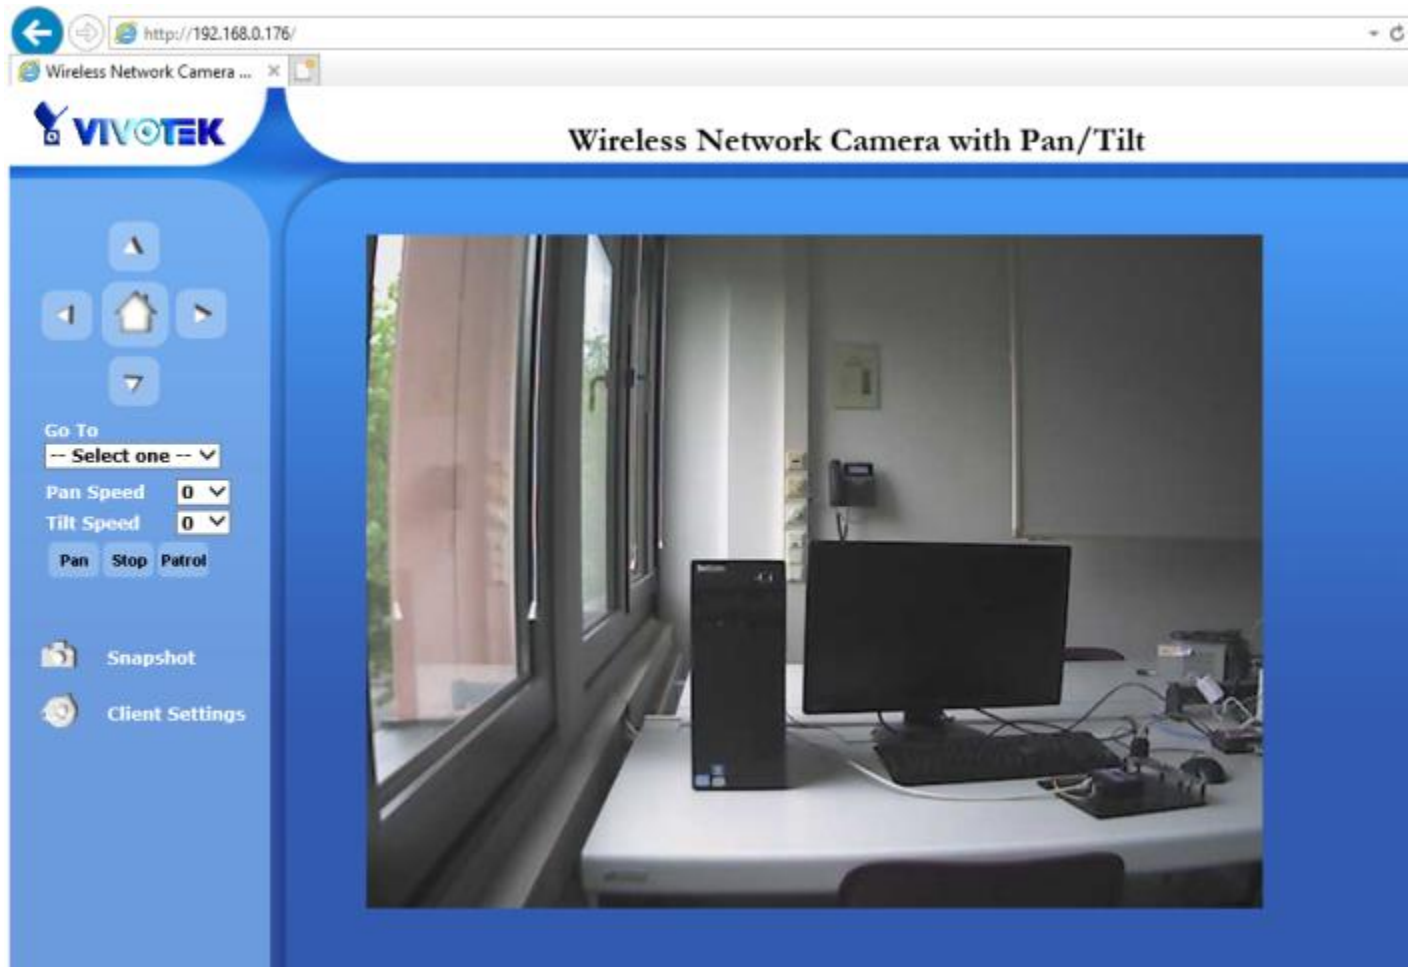 http://192.168.0.176/
Wireless Network Camera ...
VIVOTEK
Wireless Network Camera with Pan/Tilt
Go To
-- Select one --
Pan Speed 0
Tilt Speed 0
Pan Stop Patrol
Snapshot
Client Settings